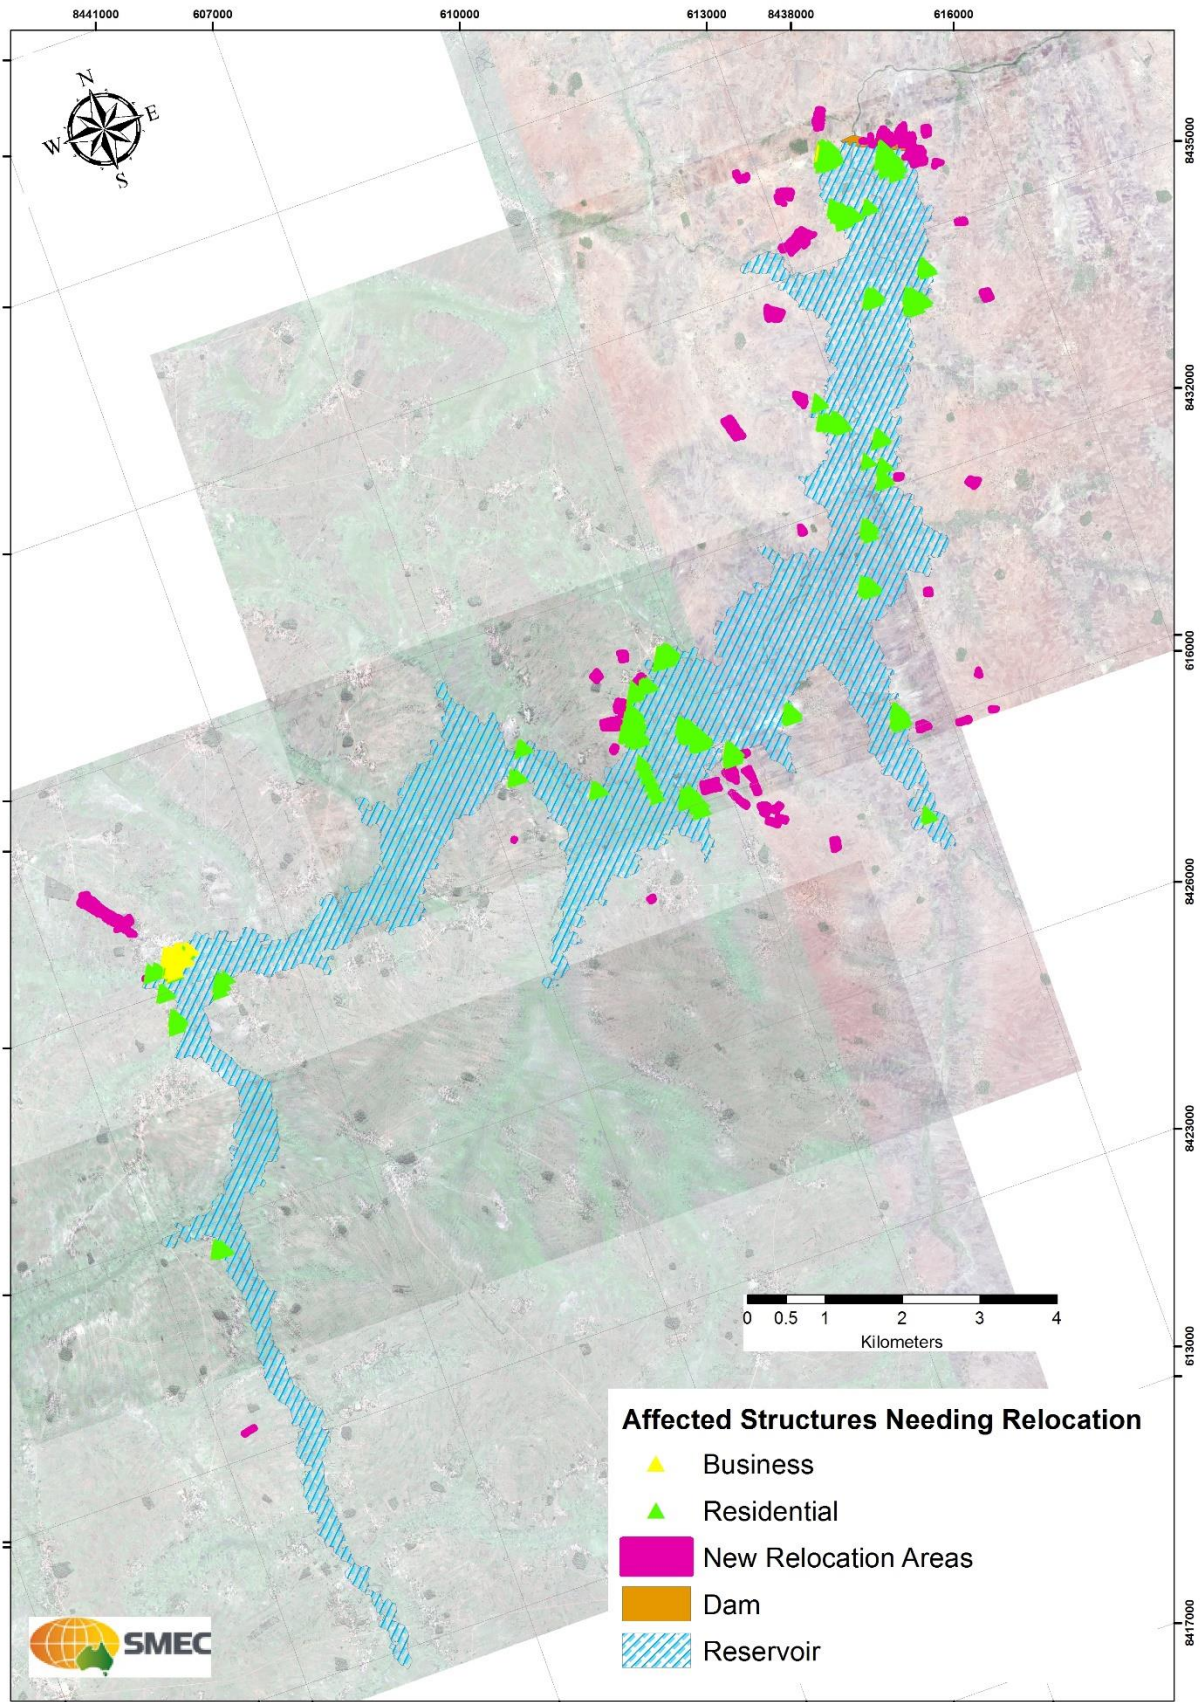 8441000 607000 610000 613000 8438000 616000
N
W E
S
8435000
8432000
616000
8426000
8423000
0 0.5 1 2 3 4
Kilometers
613000
Affected Structures Needing Relocation
Business
Residential
New Relocation Areas
Dam
Reservoir
8417000
SMEC